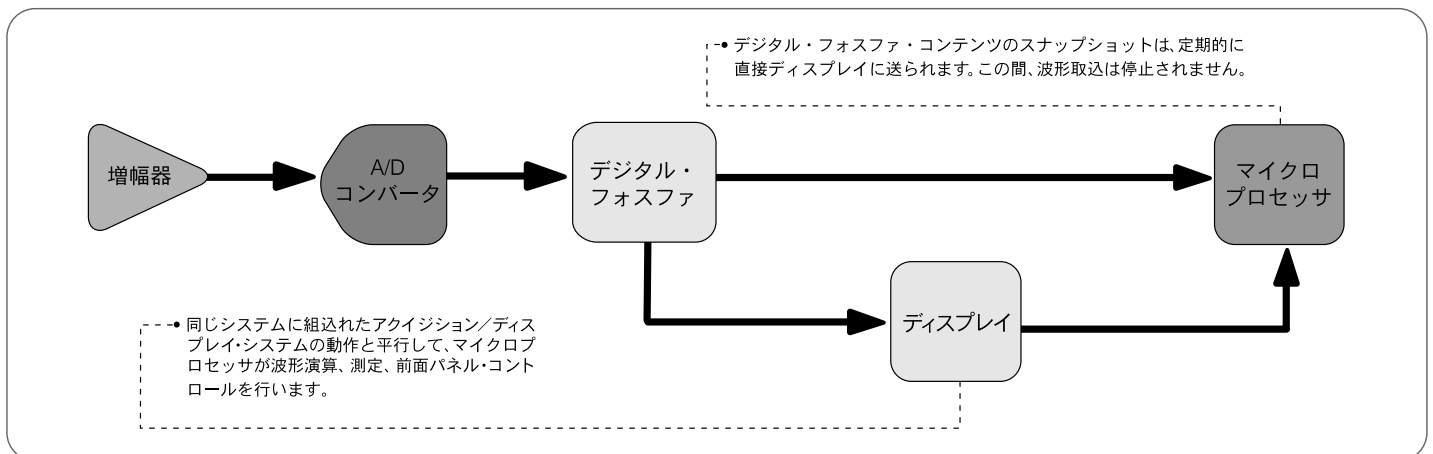 デジタル・フォスファ・コンテンツのスナップショットは、定期的に
直接ディスプレイに送られます。この間、波形取込は停止されません。
増幅器
A/D
コンバータ
デジタル・
フォスファ
マイクロ
プロセッサ
ディスプレイ
同じシステムに組込れたアクイジション／ディス
プレイ・システムの動作と平行して、マイクロプ
ロセッサが波形演算、測定、前面パネル・コント
ロールを行います。